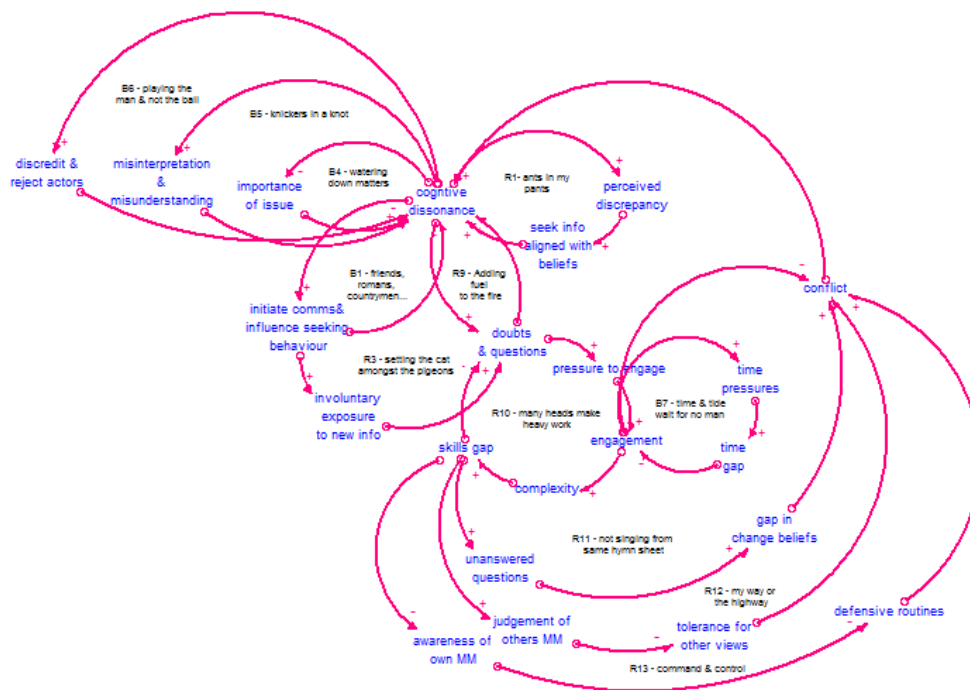 B6 - playing the
man & not the ball
B5 - knickers in a knot
discredit &
reject actors
misinterpretation
&
misunderstanding
importance
of issue
B4 - watering
down matters
cogntive
dissonance
R1- ants in my
pants
perceived
discrepancy
seek info
aligned with
beliefs
B1 - friends,
romans,
countrymen...
R9 - Adding
fuel
to the fire
conflict
initiate comms&
influence seeking
behaviour
doubts
& questions
R3 - setting the cat
amongst the pigeons
pressure to engage
time
pressures
involuntary
exposure
to new info
R10 - many heads make
heavy work
B7 - time & tide
wait for no man
skills gap
engagement
time
gap
complexity
gap in
change beliefs
R11 - not singing from
same hymn sheet
unanswered
questions
R12 - my way or
the highway
defensive routines
judgement of
others MM
tolerance for
other views
awareness of
own MM
R13 - command & control